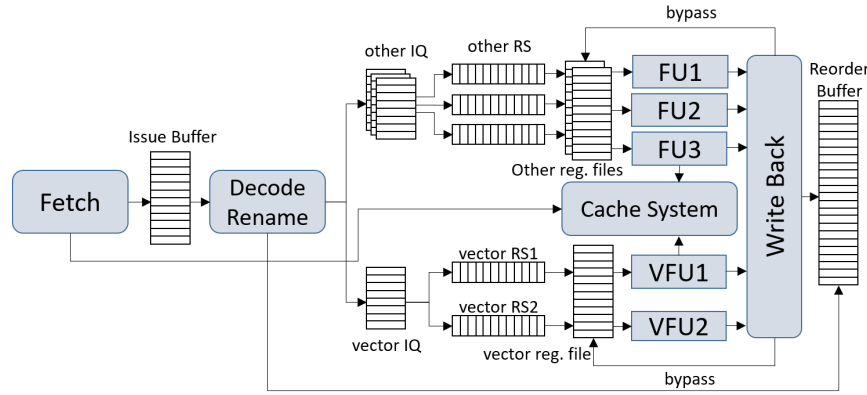 bypass
other IQ
other RS
Reorder
Buffer
FU1
FU2
FU3
Issue Buffer
Other reg. files
Fetch
Decode
Rename
Cache System
Write Back
vector RS1
VFU1
vector RS2
VFU2
vector IQ
vector reg. file
bypass